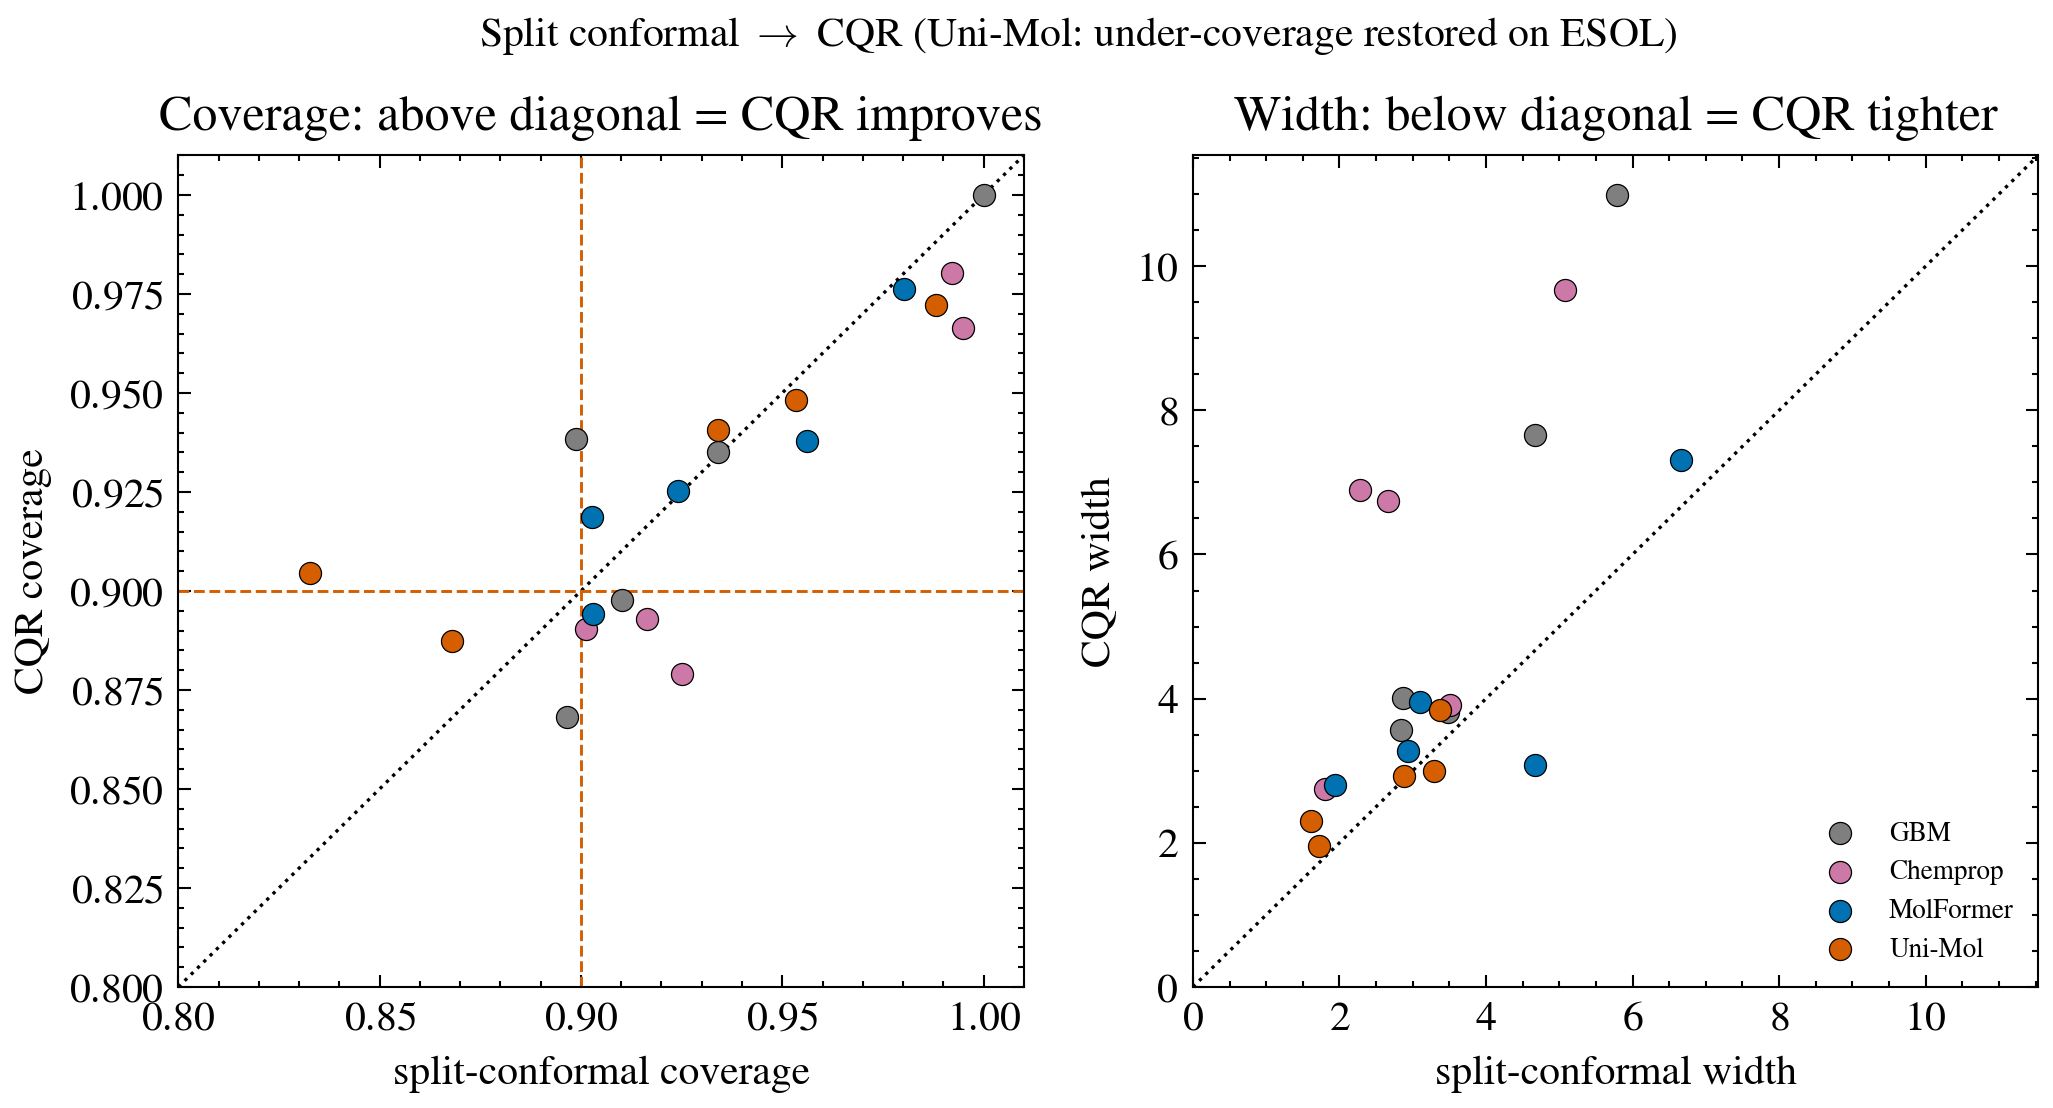 Split conformal → CQR (Uni-Mol: under-coverage restored on ESOL)
Coverage: above diagonal = CQR improves
1.000
0.975
0.950
0.925
0.900
0.875
0.850
0.825
0.800
CQR coverage
0.80 0.85 0.90 0.95 1.00
split-conformal coverage
Width: below diagonal = CQR tighter
10
8
6
4
2
0
CQR width
GBM
Chemprop
MolFormer
Uni-Mol
0 2 4 6 8 10
split-conformal width